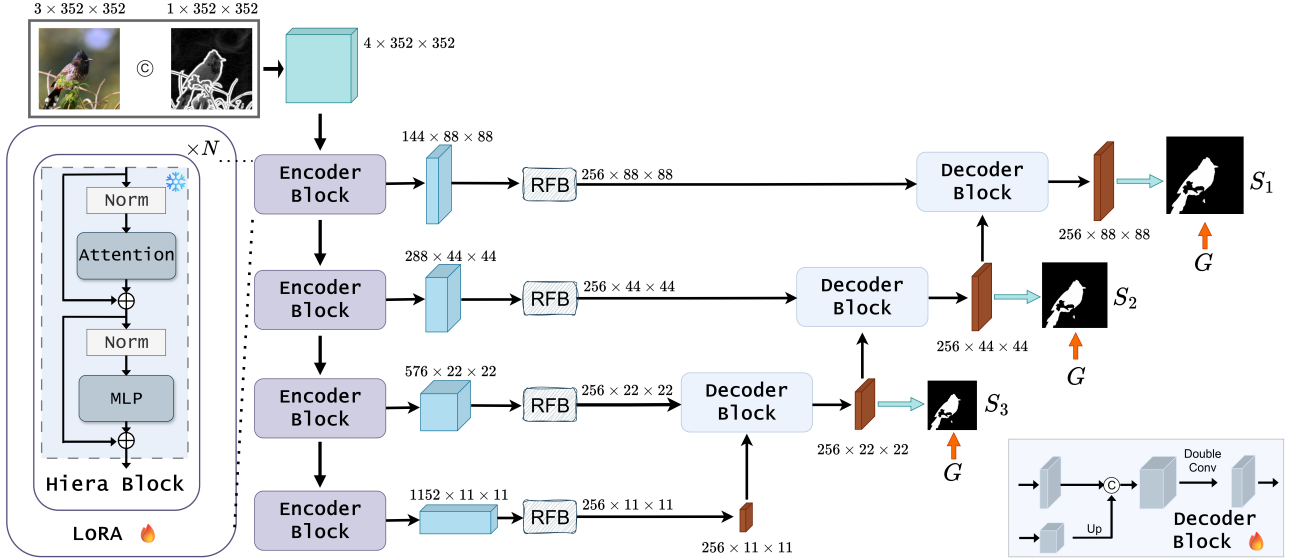 3 × 352 × 352
1 × 352 × 352
C
4 × 352 × 352
×N
Norm
Attention
Norm
MLP
Hiera Block
LoRA
Encoder
Block
144 × 88 × 88
RFB
256 × 88 × 88
Decoder
Block
256 × 88 × 88
S1
G
Encoder
Block
288 × 44 × 44
RFB
256 × 44 × 44
Decoder
Block
256 × 44 × 44
S2
G
Encoder
Block
576 × 22 × 22
RFB
256 × 22 × 22
Decoder
Block
256 × 22 × 22
S3
G
Encoder
Block
1152 × 11 × 11
RFB
256 × 11 × 11
256 × 11 × 11
C
Double
Conv
Up
Decoder
Block